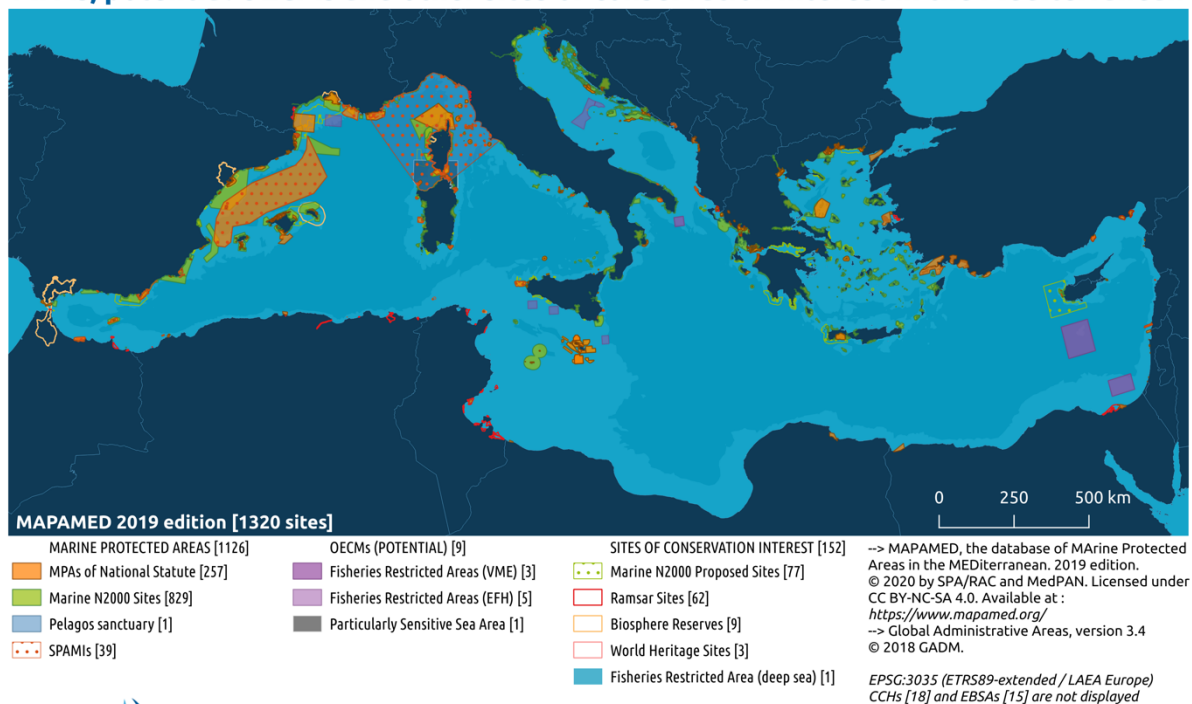 0 250 500 km
MAPAMED 2019 edition [1320 sites]
MARINE PROTECTED AREAS [1126]
MPAs of National Statute [257]
Marine N2000 Sites [829]
Pelagos sanctuary [1]
SPAMIs [39]
OECMs (POTENTIAL) [9]
Fisheries Restricted Areas (VME) [3]
Fisheries Restricted Areas (EFH) [5]
Particularly Sensitive Sea Area [1]
SITES OF CONSERVATION INTEREST [152]
Marine N2000 Proposed Sites [77]
Ramsar Sites [62]
Biosphere Reserves [9]
World Heritage Sites [3]
Fisheries Restricted Area (deep sea) [1]
--> MAPAMED, the database of MArine Protected
Areas in the MEDiterranean. 2019 edition.
© 2020 by SPA/RAC and MedPAN. Licensed under
CC BY-NC-SA 4.0. Available at :
https://www.mapamed.org/
--> Global Administrative Areas, version 3.4
© 2018 GADM.
EPSG:3035 (ETRS89-extended / LAEA Europe)
CCHs [18] and EBSAs [15] are not displayed